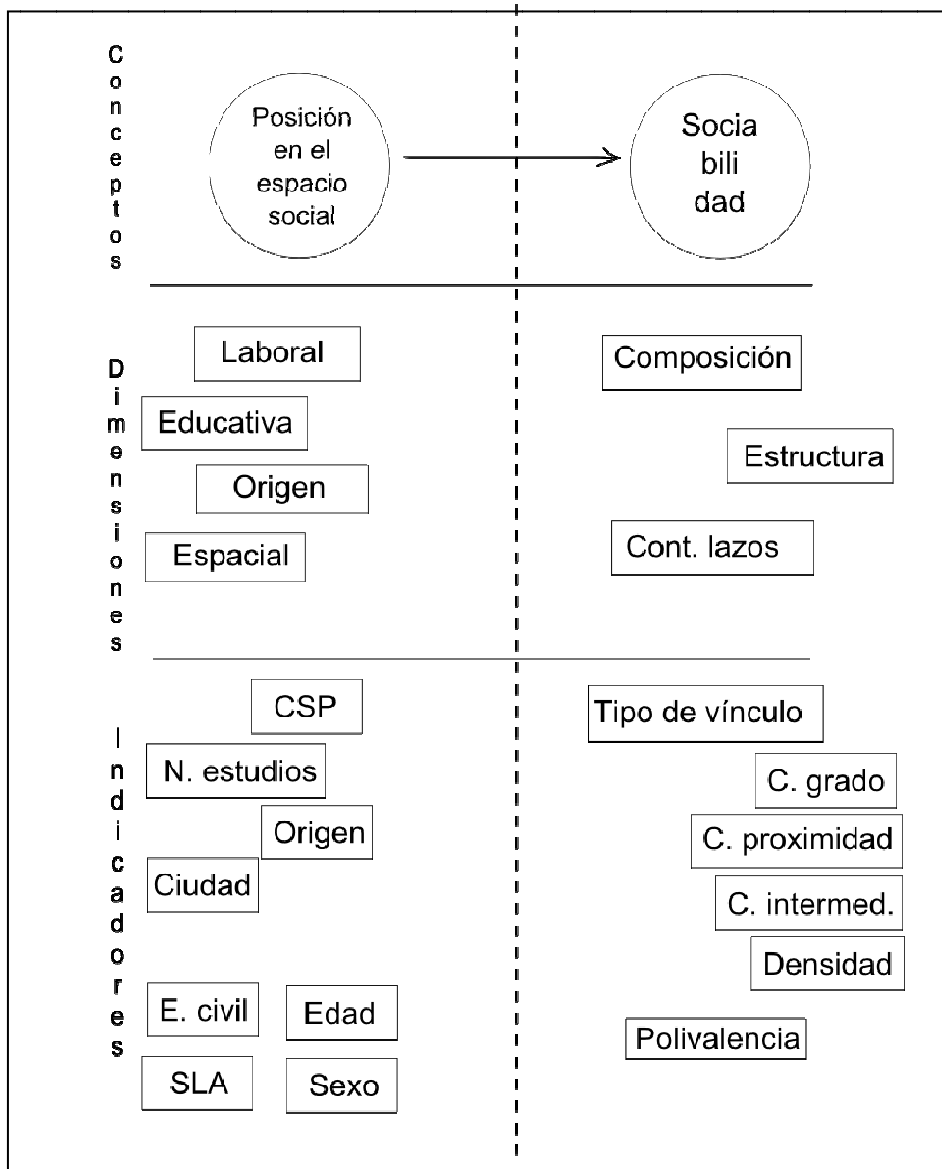 Conceptos
Posición
en el
espacio
social
Socia
bili
dad
Dimensiones
Laboral
Educativa
Origen
Espacial
Composición
Estructura
Cont. lazos
Indicadores
CSP
N. estudios
Origen
Ciudad
E. civil
Edad
SLA
Sexo
Tipo de vínculo
C. grado
C. proximidad
C. intermed.
Densidad
Polivalencia